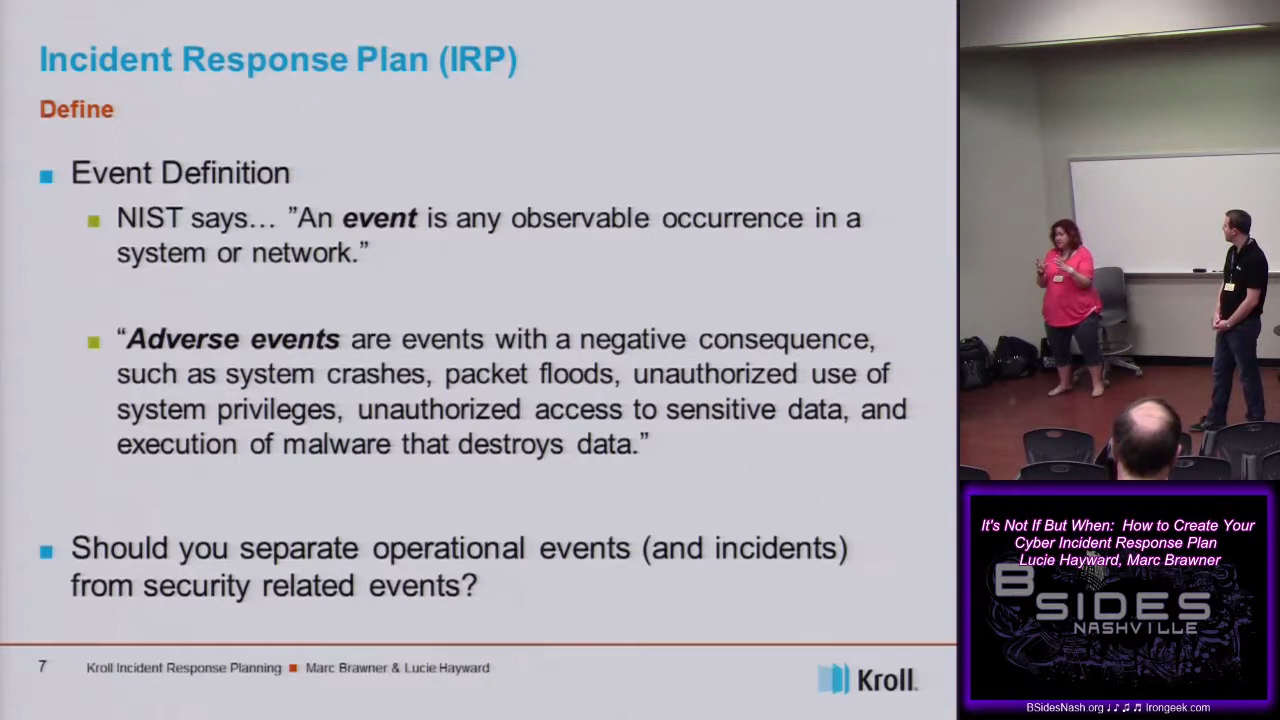 Incident Response Plan (IRP)
Define
Event Definition
NIST says… ”An event is any observable occurrence in a
system or network.”
“Adverse events are events with a negative consequence,
such as system crashes, packet floods, unauthorized use of
system privileges, unauthorized access to sensitive data, and
execution of malware that destroys data.”
Should you separate operational events (and incidents)
from security related events?
7 Kroll Incident Response Planning ■ Marc Brawner & Lucie Hayward
Kroll.
It's Not If But When: How to Create Your
Cyber Incident Response Plan
Lucie Hayward, Marc Brawner
BSIDES
NASHVILLE
BSidesNash.org ♩ ♪ ♫ ♬ Irongeek.com